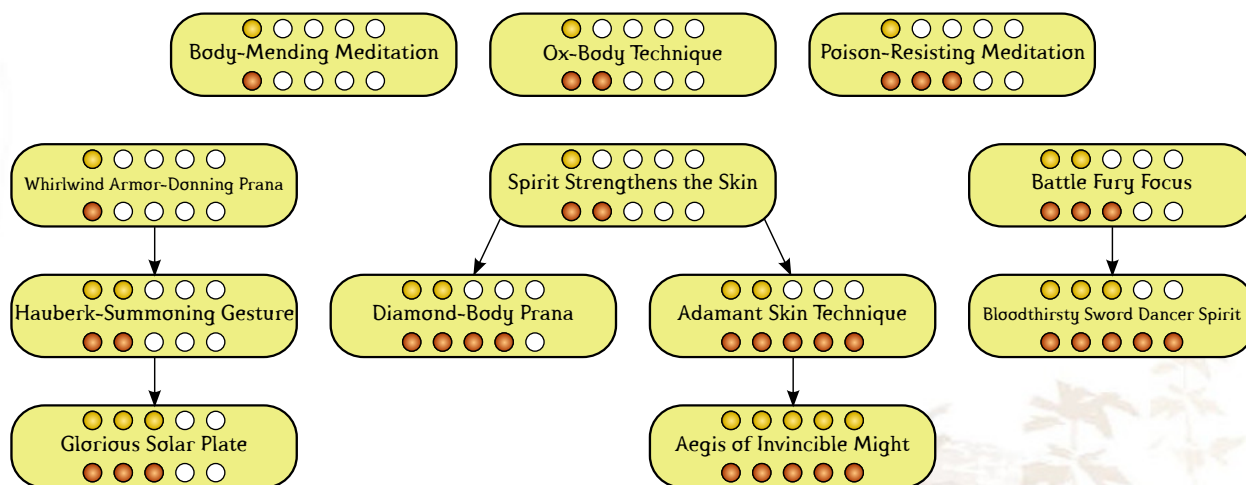 Body-Mending Meditation
Ox-Body Technique
Poison-Resisting Meditation
Whirlwind Armor-Donning Prana
Spirit Strengthens the Skin
Battle Fury Focus
Hauberk-Summoning Gesture
Diamond-Body Prana
Adamant Skin Technique
Bloodthirsty Sword Dancer Spirit
Glorious Solar Plate
Aegis of Invincible Might